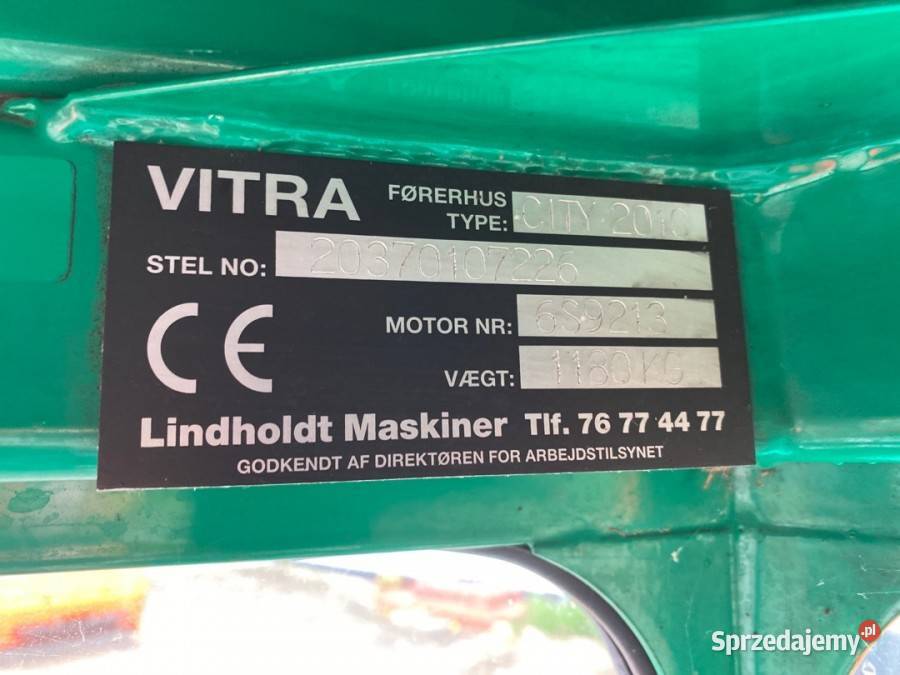 VITRA
FØRERHUS
TYPE: CITY 2010
STEL NO: 20370107226
MOTOR NR: 6S9213
VÆGT: 1180 KG
CE
Lindholdt Maskiner Tlf. 76 77 44 77
GODKENDT AF DIREKTØREN FOR ARBEJDSTILSYNET
Sprzedajemy.pl